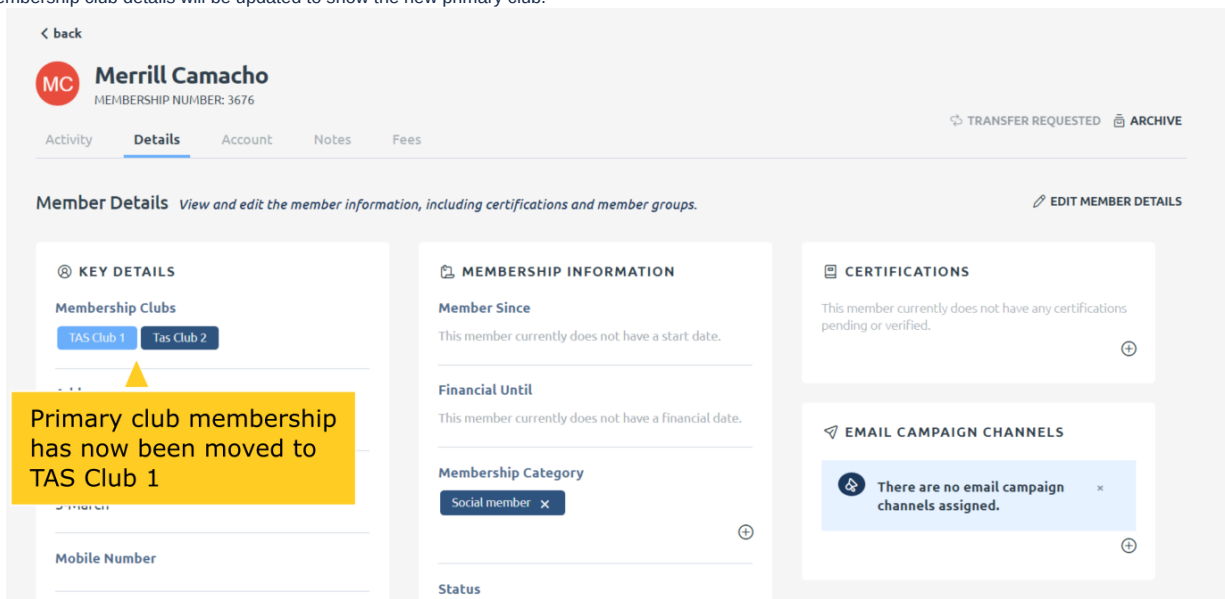 membership club details will be updated to show the new primary club.
< back
MC
Merrill Camacho
MEMBERSHIP NUMBER: 3676
TRANSFER REQUESTED
ARCHIVE
Activity
Details
Account
Notes
Fees
Member Details View and edit the member information, including certifications and member groups.
EDIT MEMBER DETAILS
KEY DETAILS
Membership Clubs
TAS Club 1
Tas Club 2
Primary club membership
has now been moved to
TAS Club 1
Mobile Number
MEMBERSHIP INFORMATION
Member Since
This member currently does not have a start date.
Financial Until
This member currently does not have a financial date.
Membership Category
Social member ×
Status
CERTIFICATIONS
This member currently does not have any certifications
pending or verified.
EMAIL CAMPAIGN CHANNELS
There are no email campaign ×
channels assigned.